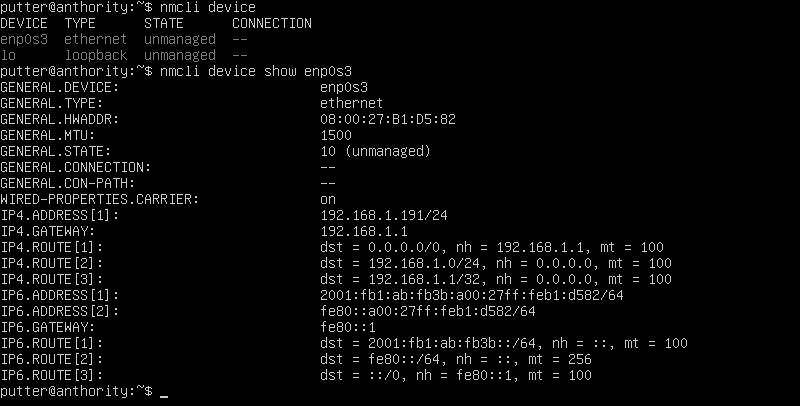 putter@anthority:~$ nmcli device
DEVICE  TYPE      STATE      CONNECTION
enp0s3  ethernet  unmanaged  --
lo      loopback  unmanaged  --
putter@anthority:~$ nmcli device show enp0s3
GENERAL.DEVICE:                         enp0s3
GENERAL.TYPE:                           ethernet
GENERAL.HWADDR:                         08:00:27:B1:D5:82
GENERAL.MTU:                            1500
GENERAL.STATE:                          10 (unmanaged)
GENERAL.CONNECTION:                     --
GENERAL.CON-PATH:                       --
WIRED-PROPERTIES.CARRIER:               on
IP4.ADDRESS[1]:                         192.168.1.191/24
IP4.GATEWAY:                            192.168.1.1
IP4.ROUTE[1]:                           dst = 0.0.0.0/0, nh = 192.168.1.1, mt = 100
IP4.ROUTE[2]:                           dst = 192.168.1.0/24, nh = 0.0.0.0, mt = 100
IP4.ROUTE[3]:                           dst = 192.168.1.1/32, nh = 0.0.0.0, mt = 100
IP6.ADDRESS[1]:                         2001:fb1:ab:fb3b:a00:27ff:feb1:d582/64
IP6.ADDRESS[2]:                         fe80::a00:27ff:feb1:d582/64
IP6.GATEWAY:                            fe80::1
IP6.ROUTE[1]:                           dst = 2001:fb1:ab:fb3b::/64, nh = ::, mt = 100
IP6.ROUTE[2]:                           dst = fe80::/64, nh = ::, mt = 256
IP6.ROUTE[3]:                           dst = ::/0, nh = fe80::1, mt = 100
putter@anthority:~$ _